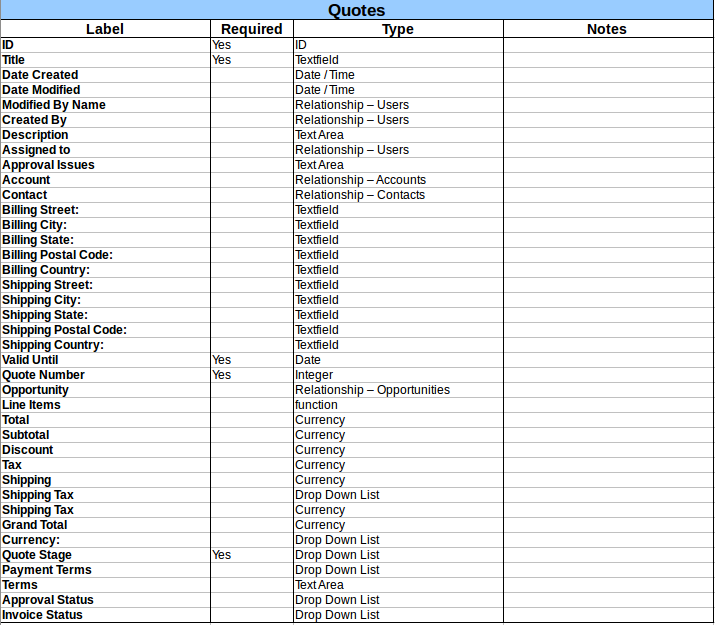 Quotes
Label Required Type Notes
ID Yes ID
Title Yes Textfield
Date Created Date / Time
Date Modified Date / Time
Modified By Name Relationship – Users
Created By Relationship – Users
Description Text Area
Assigned to Relationship – Users
Approval Issues Text Area
Account Relationship – Accounts
Contact Relationship – Contacts
Billing Street: Textfield
Billing City: Textfield
Billing State: Textfield
Billing Postal Code: Textfield
Billing Country: Textfield
Shipping Street: Textfield
Shipping City: Textfield
Shipping State: Textfield
Shipping Postal Code: Textfield
Shipping Country: Textfield
Valid Until Yes Date
Quote Number Yes Integer
Opportunity Relationship – Opportunities
Line Items function
Total Currency
Subtotal Currency
Discount Currency
Tax Currency
Shipping Currency
Shipping Tax Drop Down List
Shipping Tax Currency
Grand Total Currency
Currency: Drop Down List
Quote Stage Yes Drop Down List
Payment Terms Drop Down List
Terms Text Area
Approval Status Drop Down List
Invoice Status Drop Down List